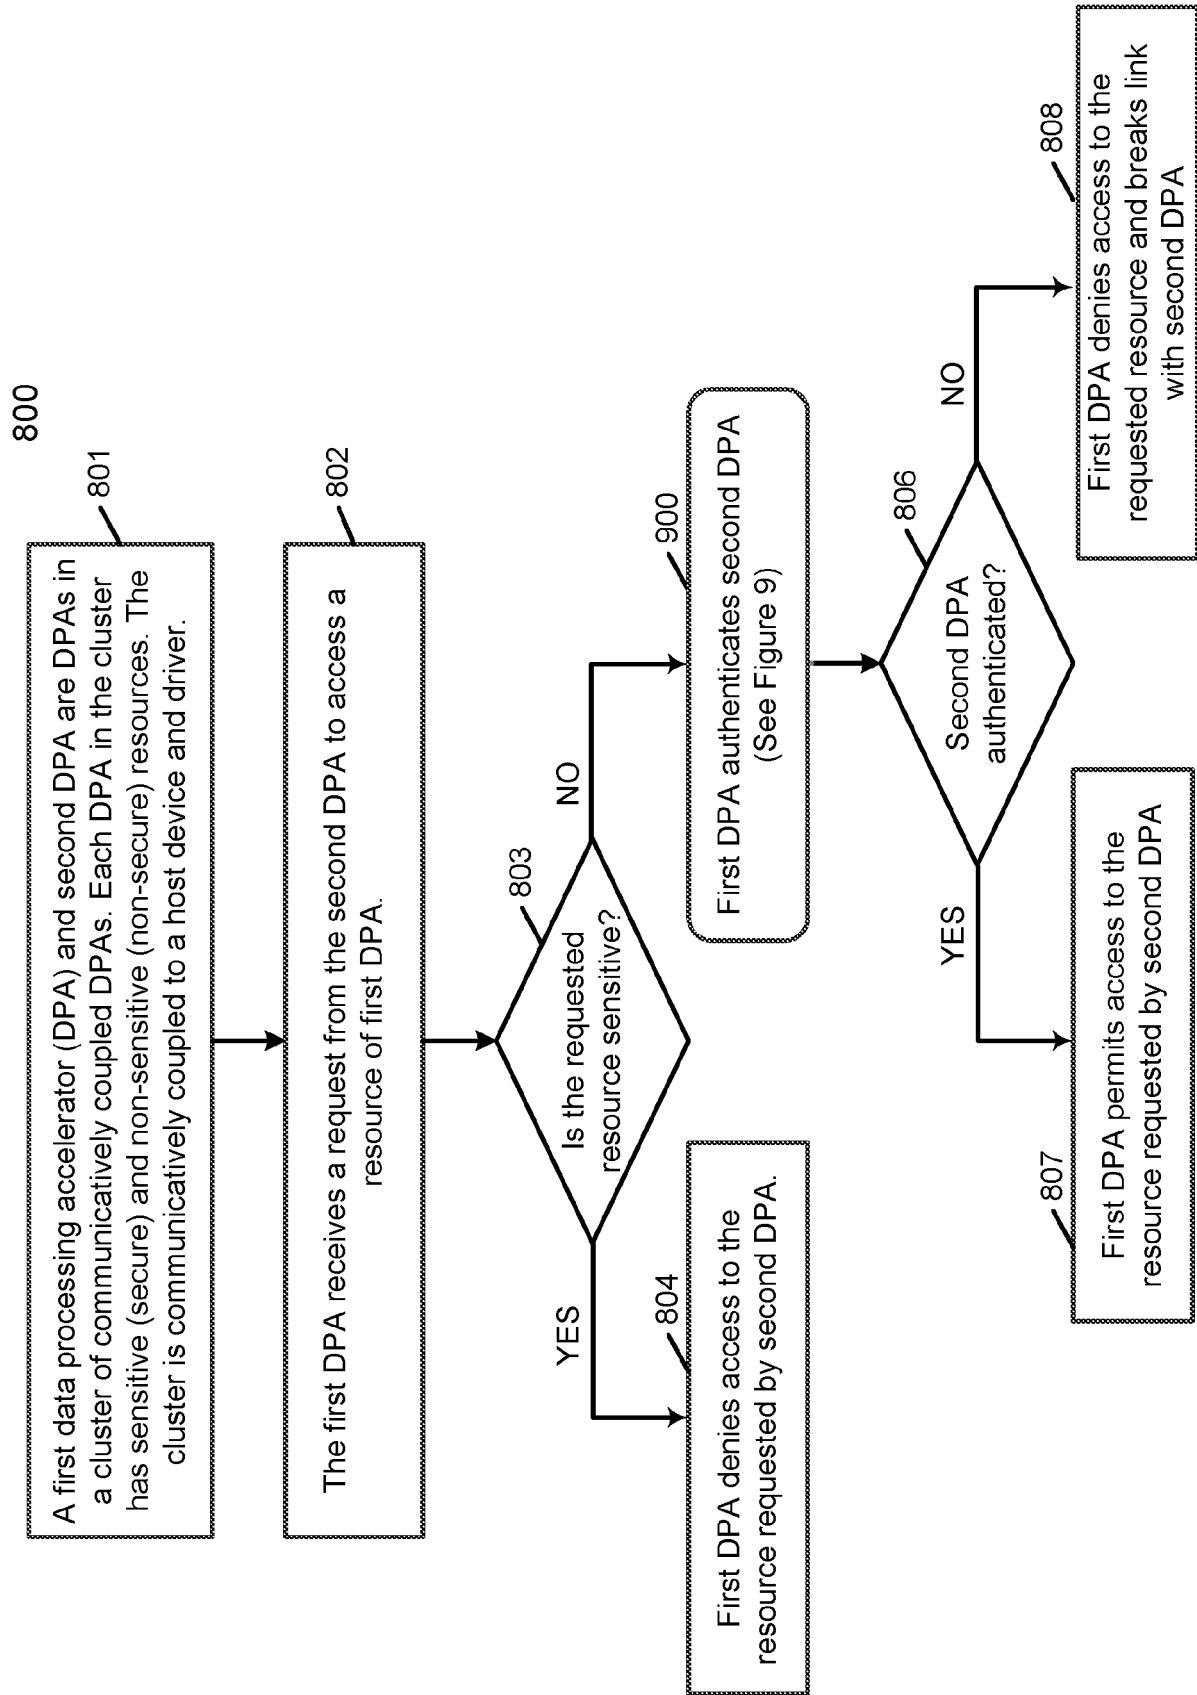 800
801
A first data processing accelerator (DPA) and second DPA are DPAs in
a cluster of communicatively coupled DPAs. Each DPA in the cluster
has sensitive (secure) and non-sensitive (non-secure) resources. The
cluster is communicatively coupled to a host device and driver.
802
The first DPA receives a request from the second DPA to access a
resource of first DPA.
803
Is the requested
resource sensitive?
YES
NO
804
First DPA denies access to the
resource requested by second DPA.
900
First DPA authenticates second DPA
(See Figure 9)
806
Second DPA
authenticated?
YES
NO
807
First DPA permits access to the
resource requested by second DPA
808
First DPA denies access to the
requested resource and breaks link
with second DPA